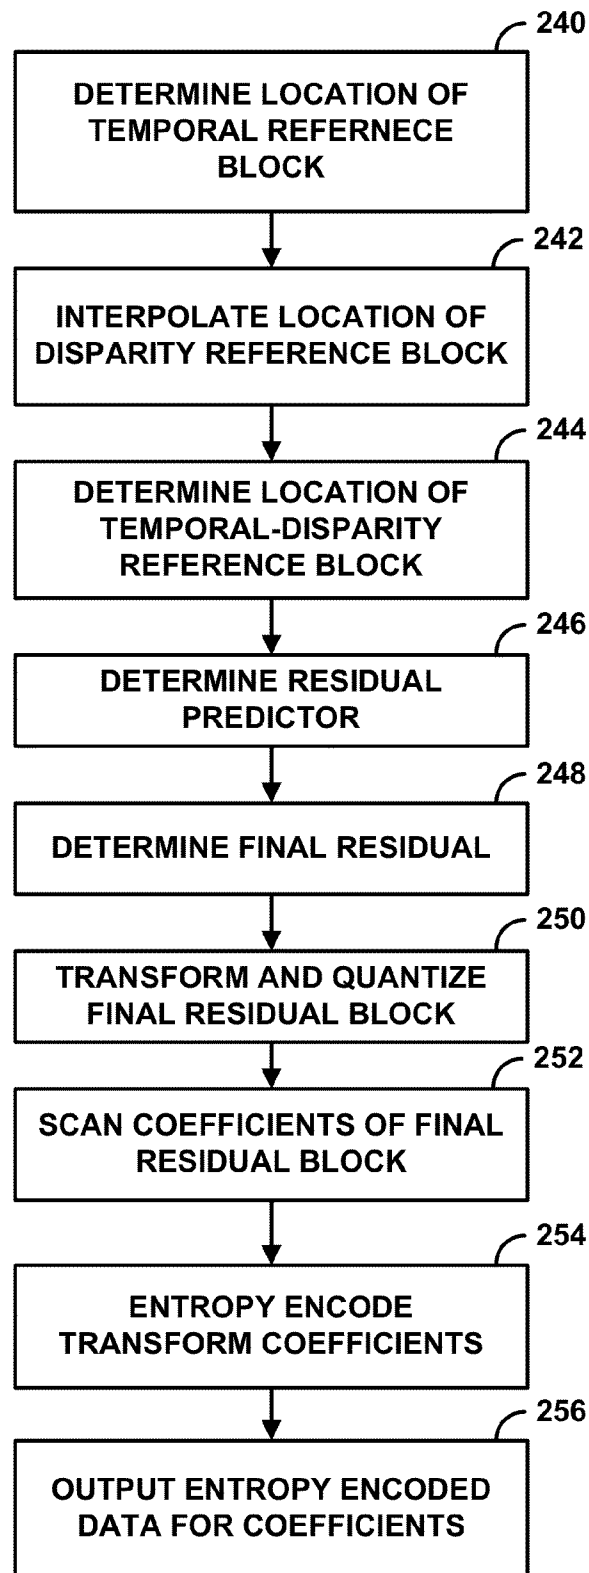 240
DETERMINE LOCATION OF
TEMPORAL REFERNECE
BLOCK
242
INTERPOLATE LOCATION OF
DISPARITY REFERENCE BLOCK
244
DETERMINE LOCATION OF
TEMPORAL-DISPARITY
REFERENCE BLOCK
246
DETERMINE RESIDUAL
PREDICTOR
248
DETERMINE FINAL RESIDUAL
250
TRANSFORM AND QUANTIZE
FINAL RESIDUAL BLOCK
252
SCAN COEFFICIENTS OF FINAL
RESIDUAL BLOCK
254
ENTROPY ENCODE
TRANSFORM COEFFICIENTS
256
OUTPUT ENTROPY ENCODED
DATA FOR COEFFICIENTS